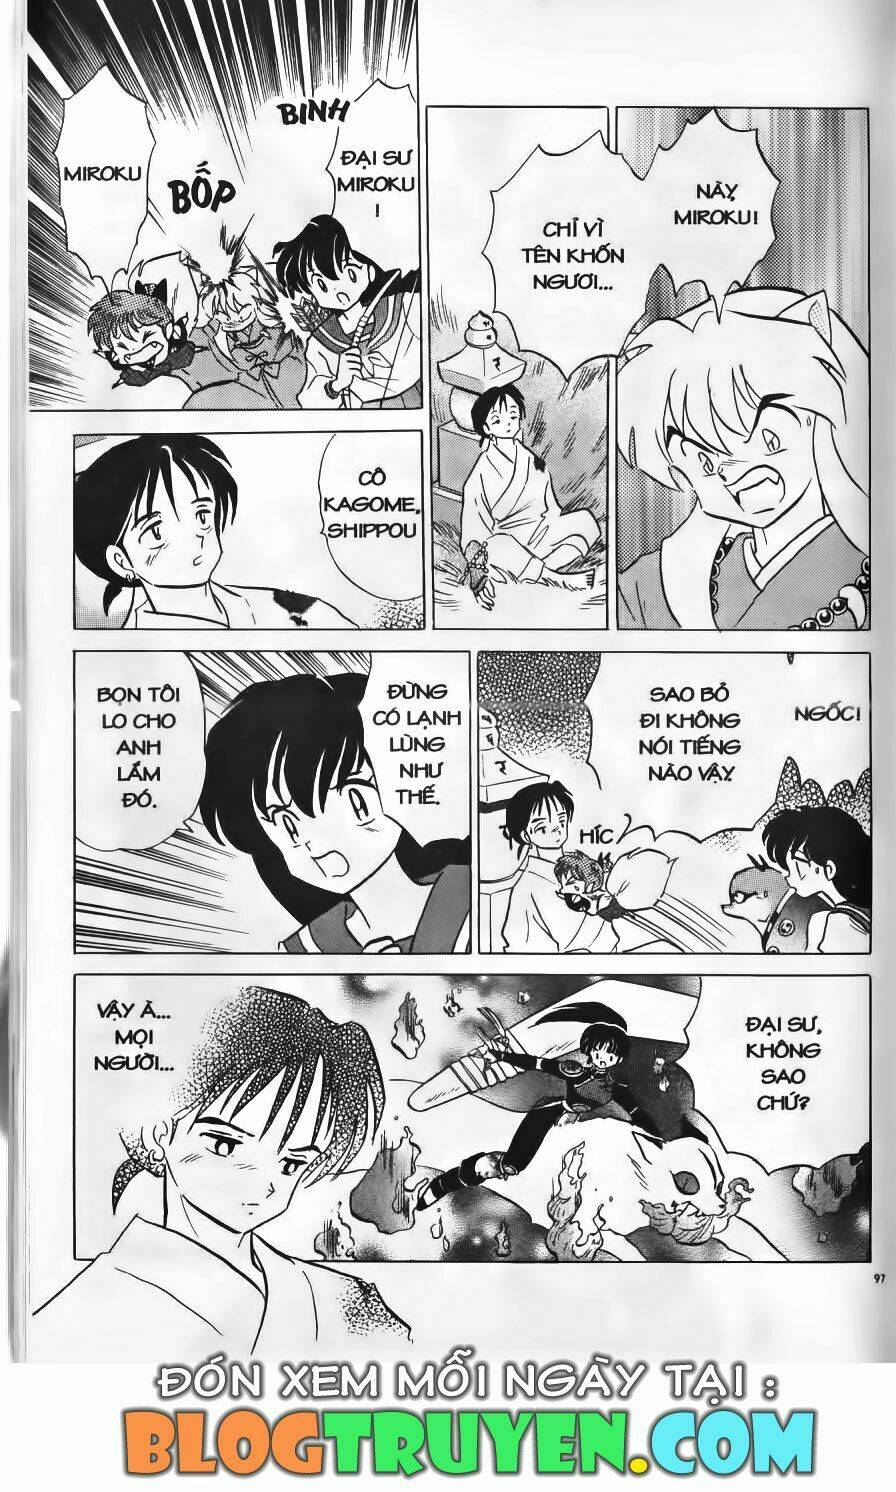 NÀY,
MIROKU!
CHỈ VÌ
TÊN KHỐN
NGƯƠI...
BINH
ĐẠI SƯ
MIROKU
!
BỐP
MIROKU
CÔ
KAGOME,
SHIPPOU
NGỐC!
SAO BỎ
ĐI KHÔNG
NÓI TIẾNG
NÀO VẬY.
HÍC
ĐỪNG
CÓ LẠNH
LÙNG
NHƯ
THẾ.
BỌN TÔI
LO CHO
ANH
LẮM
ĐÓ.
ĐẠI SƯ,
KHÔNG
SAO
CHỨ?
VẬY À...
MỌI
NGƯỜI...
97
ĐÓN XEM MỖI NGÀY TẠI :
BLOGTRUYEN.COM